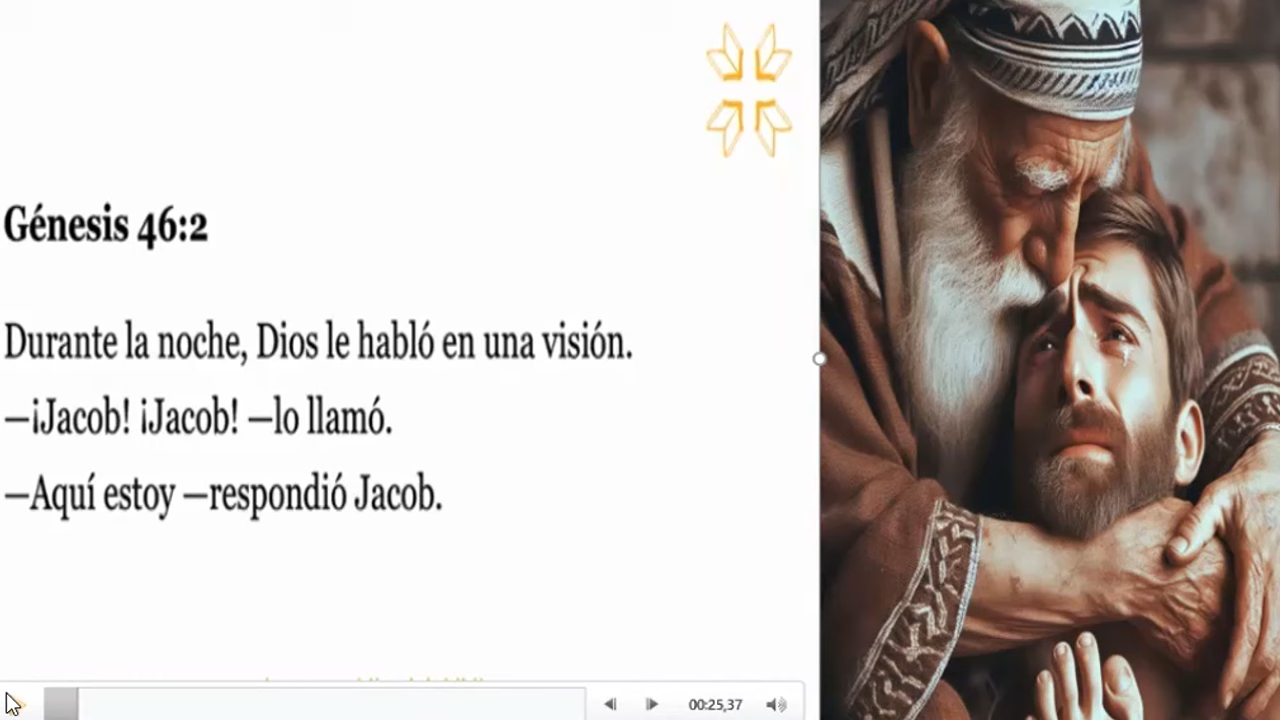 Génesis 46:2
Durante la noche, Dios le habló en una visión.
—¡Jacob! ¡Jacob! —lo llamó.
—Aquí estoy —respondió Jacob.
00:25,37